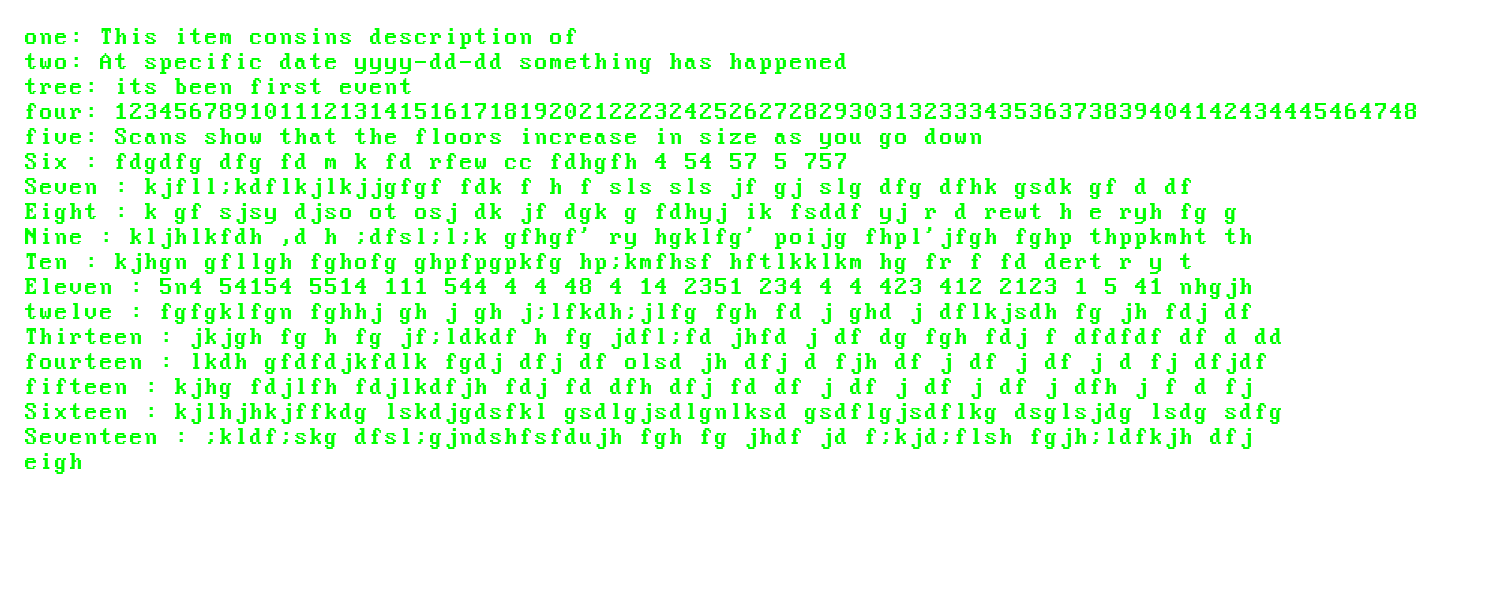 one: This item consins description of
two: At specific date yyyy-dd-dd something has happened
tree: its been first event
four: 123456789101112131415161718192021222324252627282930313233343536373839404142434445464748
five: Scans show that the floors increase in size as you go down
Six : fdgdfg dfg fd m k fd rfew cc fdhgfh 4 54 57 5 757
Seven : kjfll;kdflkjlkjjgfgf fdk f h f sls sls jf gj slg dfg dfhk gsdk gf d df
Eight : k gf sjsy djso ot osj dk jf dgk g fdhyj ik fsddf yj r d rewt h e ryh fg g
Nine : kljhlkfdh ,d h ;dfsl;l;k gfhgf' ry hgklfg' poijg fhpl'jfgh fghp thppkmht th
Ten : kjhgn gfllgh fghofg ghpfpgpkfg hp;kmfhsf hftlkklkm hg fr f fd dert r y t
Eleven : 5n4 54154 5514 111 544 4 4 48 4 14 2351 234 4 4 423 412 2123 1 5 41 nhgjh
twelve : fgfgklfgn fghhj gh j gh j;lfkdh;jlfg fgh fd j ghd j dflkjsdh fg jh fdj df
Thirteen : jkjgh fg h fg jf;ldkdf h fg jdfl;fd jhfd j df dg fgh fdj f dfdfdf df d dd
fourteen : lkdh gfdfdjkfdlk fgdj dfj df olsd jh dfj d fjh df j df j df j d fj dfjdf
fifteen : kjhg fdjlfh fdjlkdfjh fdj fd dfh dfj fd df j df j df j df j dfh j f d fj
Sixteen : kjlhjhkjffkdg lskdjgdsfkl gsdlgjsdlgnlksd gsdflgjsdflkg dsglsjdg lsdg sdfg
Seventeen : ;kldf;skg dfsl;gjndshfsfdujh fgh fg jhdf jd f;kjd;flsh fgjh;ldfkjh dfj
eigh